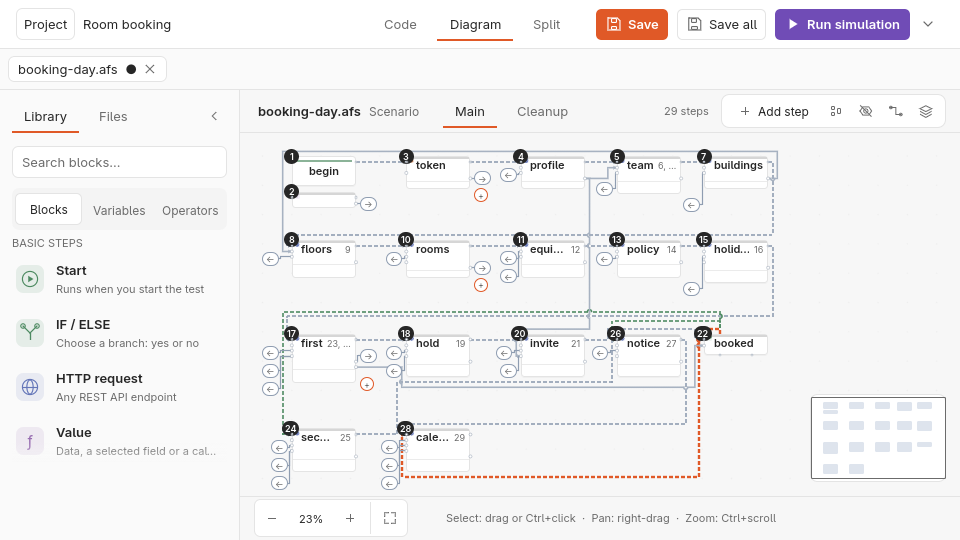 Project Room booking Code Diagram Split Save Save all Run simulation
booking-day.afs
Library Files
booking-day.afs Scenario Main Cleanup 29 steps Add step
Search blocks...
Blocks Variables Operators
BASIC STEPS
Start
Runs when you start the test
IF / ELSE
Choose a branch: yes or no
HTTP request
Any REST API endpoint
Value
Data, a selected field or a cal...
1 begin
2
3 token
4 profile
5 team 6, ...
7 buildings
8 floors 9
10 rooms
11 equi... 12
13 policy 14
15 holid... 16
17 first 23, ...
18 hold 19
20 invite 21
26 notice 27
22 booked
24 sec... 25
28 cale... 29
23%
Select: drag or Ctrl+click · Pan: right-drag · Zoom: Ctrl+scroll